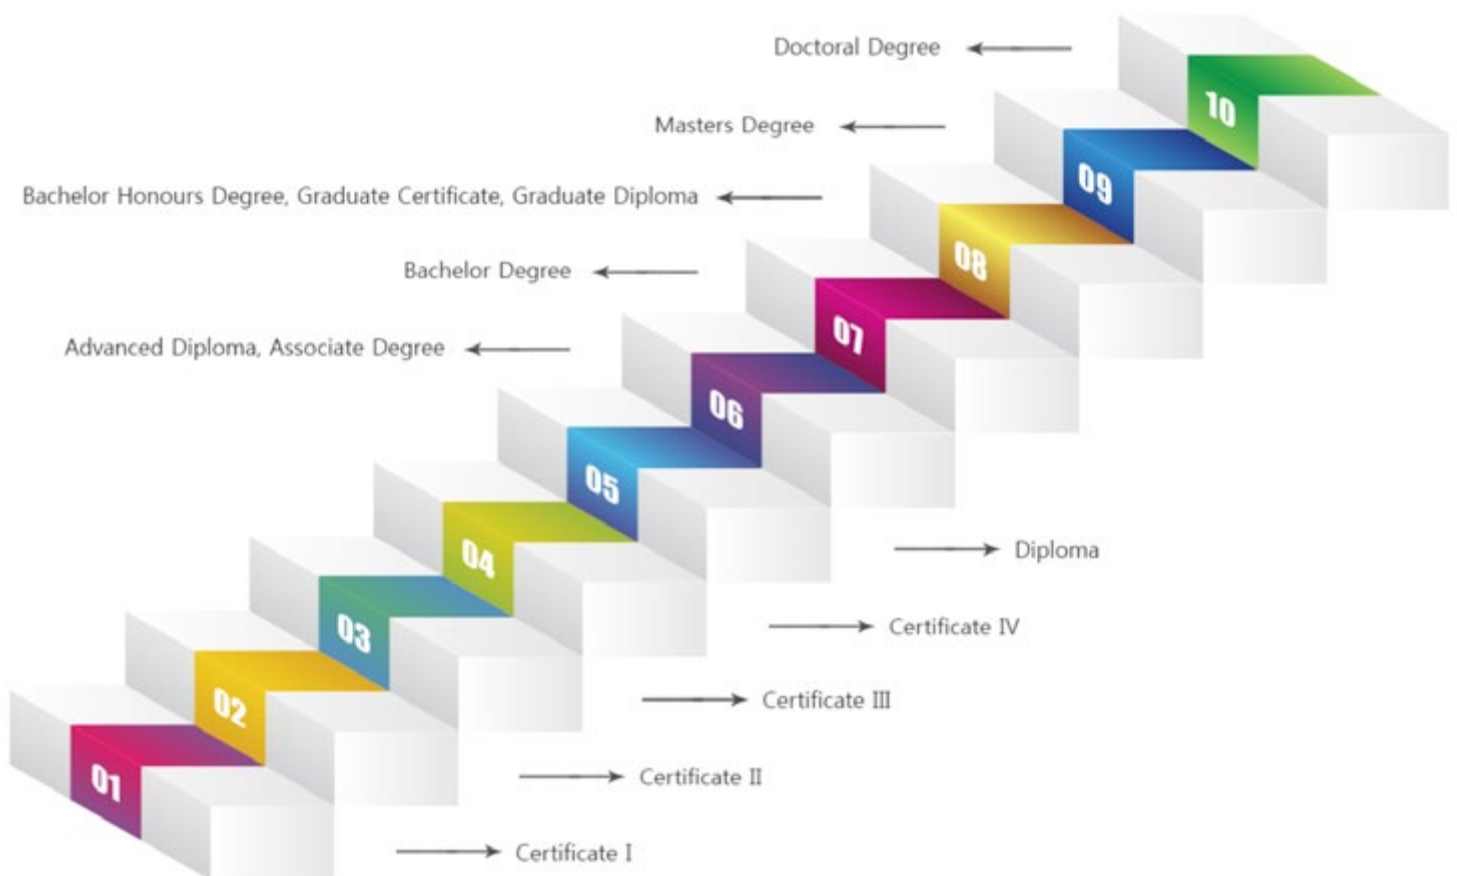 Doctoral Degree
10
Masters Degree
09
Bachelor Honours Degree, Graduate Certificate, Graduate Diploma
08
Bachelor Degree
07
Advanced Diploma, Associate Degree
06
05
Diploma
04
Certificate IV
03
Certificate III
02
Certificate II
01
Certificate I